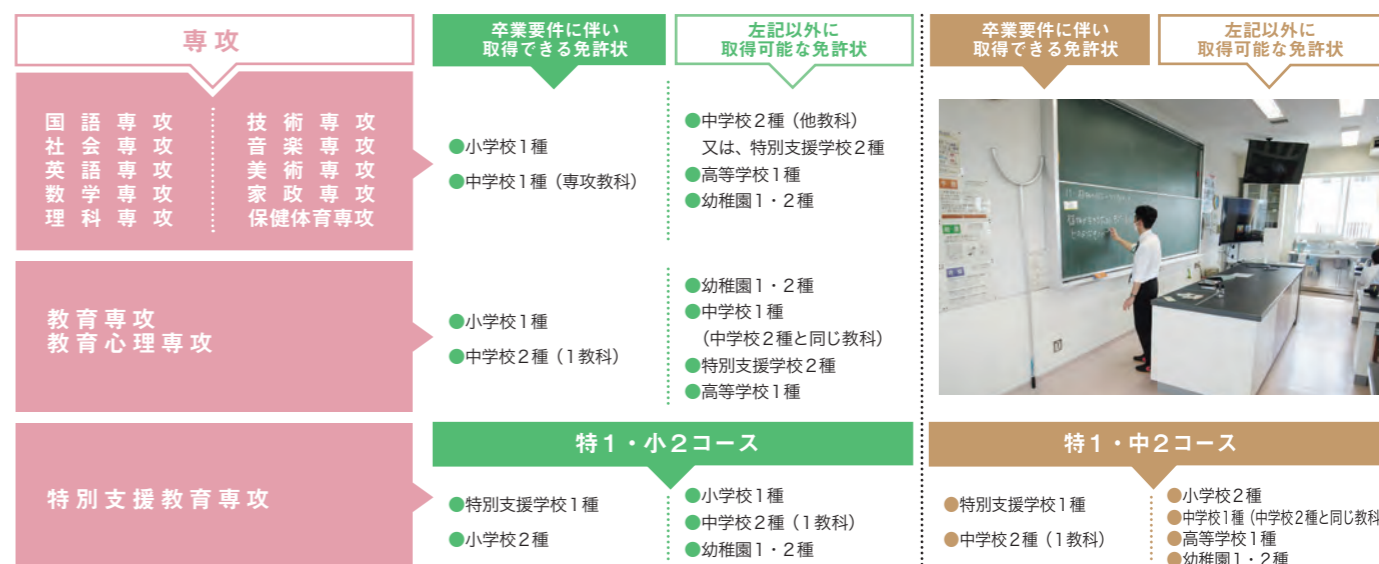 専攻
卒業要件に伴い
取得できる免許状
左記以外に
取得可能な免許状
卒業要件に伴い
取得できる免許状
左記以外に
取得可能な免許状
国語専攻
社会専攻
英語専攻
数学専攻
理科専攻
技術専攻
音楽専攻
美術専攻
家政専攻
保健体育専攻
●小学校1種
●中学校1種（専攻教科）
●中学校2種（他教科）
又は、特別支援学校2種
●高等学校1種
●幼稚園1・2種
教育専攻
教育心理専攻
●小学校1種
●中学校2種（1教科）
●幼稚園1・2種
●中学校1種
（中学校2種と同じ教科）
●特別支援学校2種
●高等学校1種
特別支援教育専攻
特1・小2コース
●特別支援学校1種
●小学校2種
●小学校1種
●中学校2種（1教科）
●幼稚園1・2種
特1・中2コース
●特別支援学校1種
●中学校2種（1教科）
●小学校2種
●中学校1種（中学校2種と同じ教科
●高等学校1種
●幼稚園1・2種